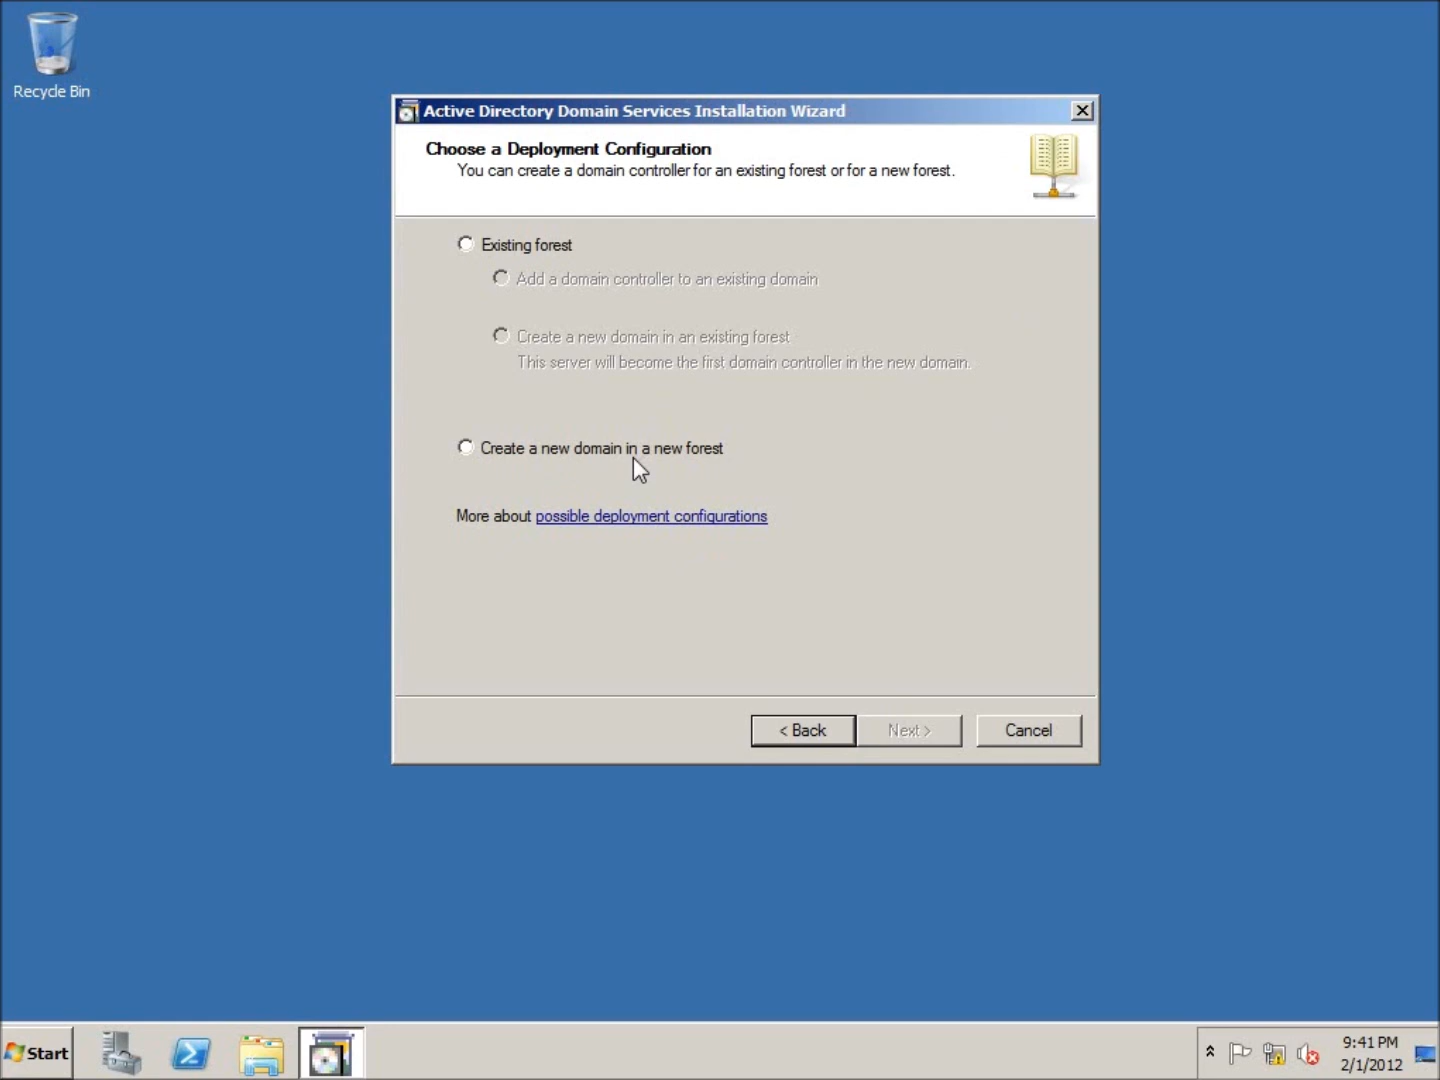 Recycle Bin
Active Directory Domain Services Installation Wizard
Choose a Deployment Configuration
You can create a domain controller for an existing forest or for a new forest.
Existing forest
Add a domain controller to an existing domain
Create a new domain in an existing forest
This server will become the first domain controller in the new domain.
Create a new domain in a new forest
More about possible deployment configurations
< Back
Next >
Cancel
Start
9:41 PM
2/1/2012